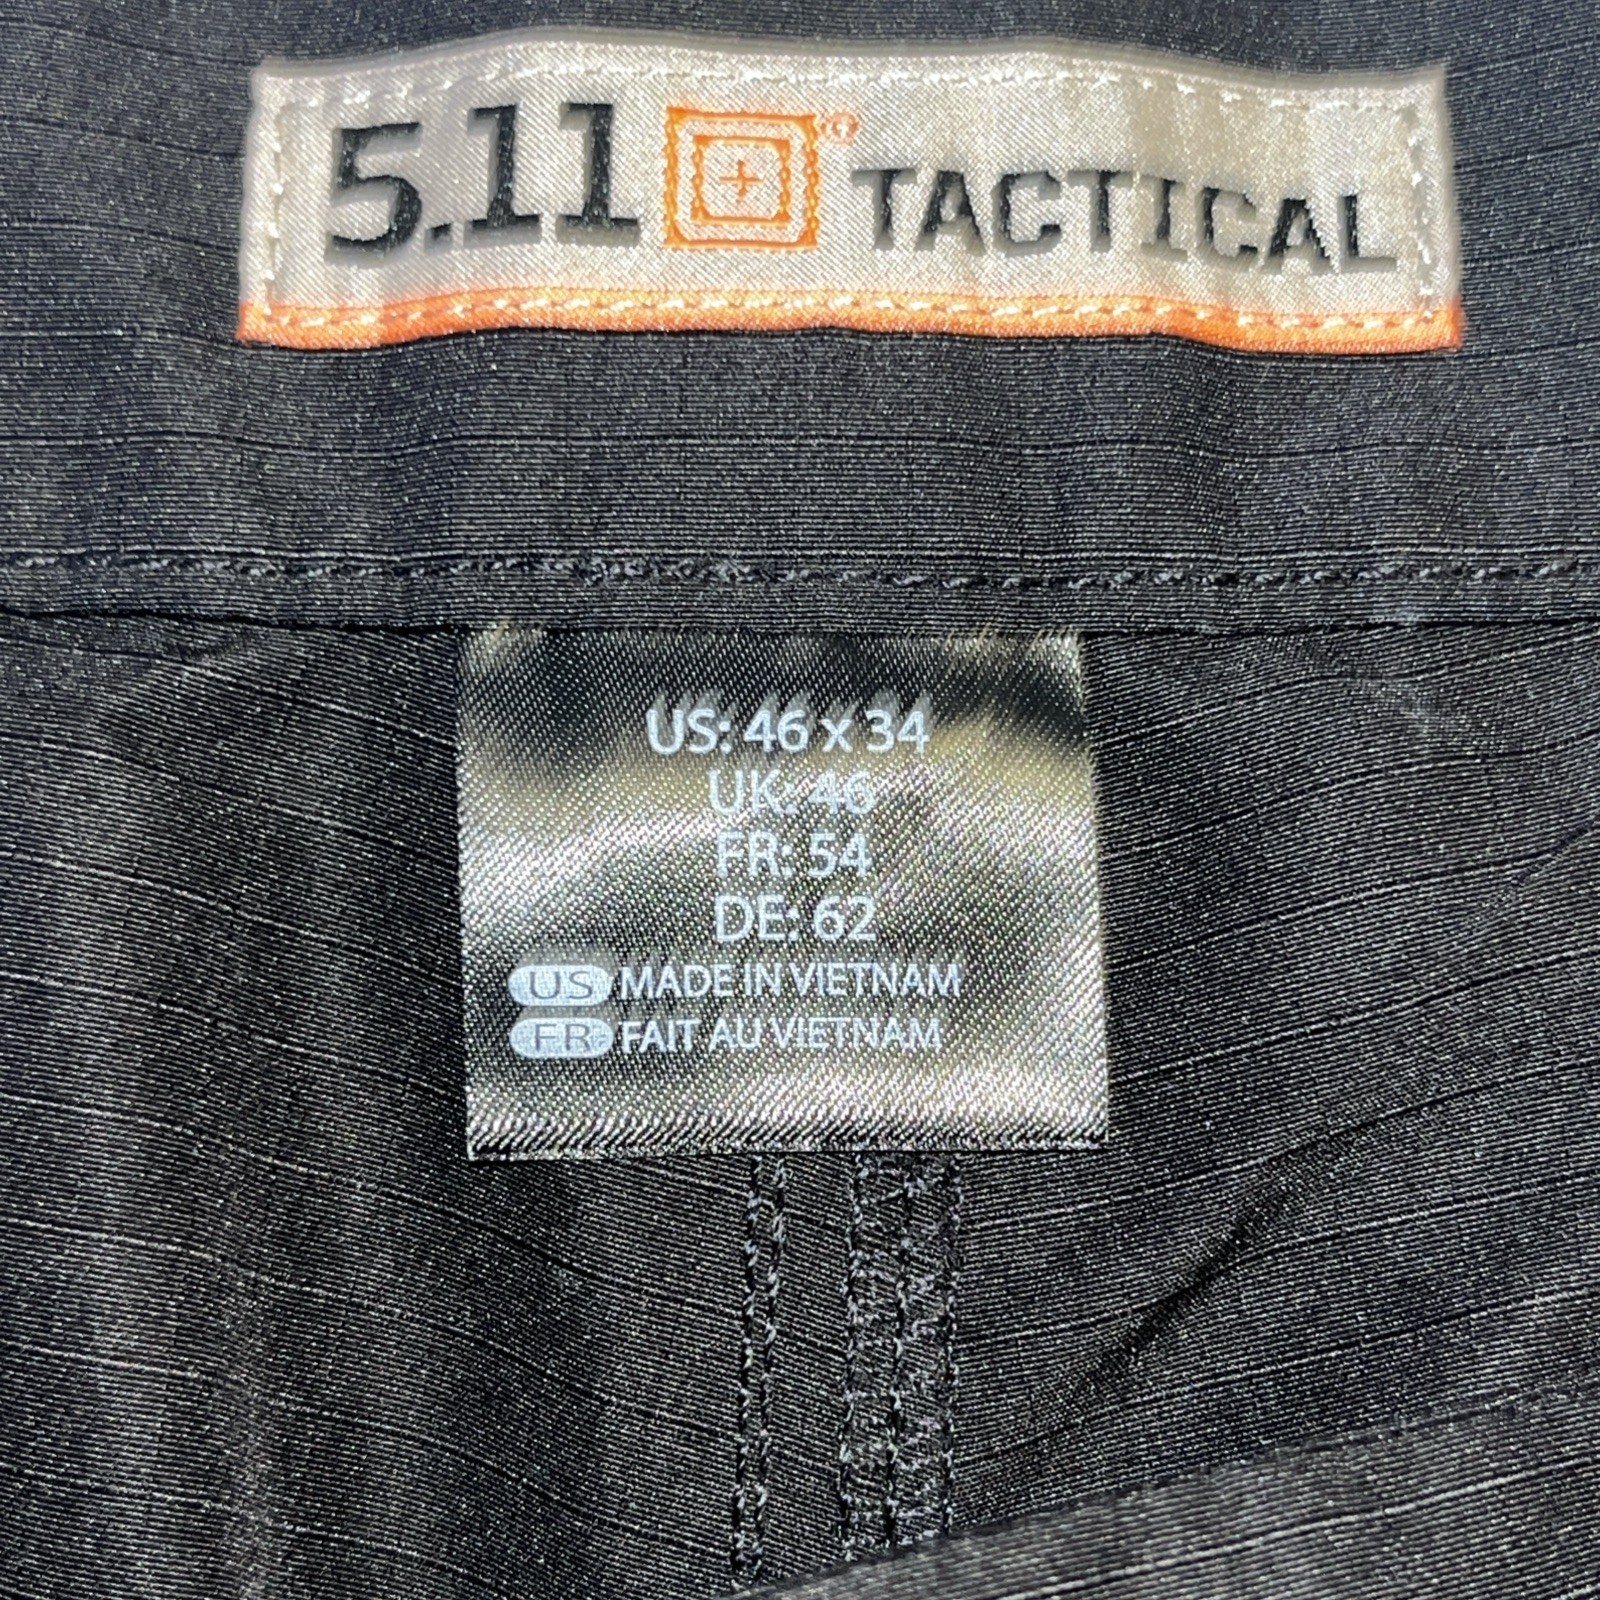 5.11 ® TACTICAL
US: 46 x 34
UK: 46
FR: 54
DE: 62
US MADE IN VIETNAM
FR FAIT AU VIETNAM